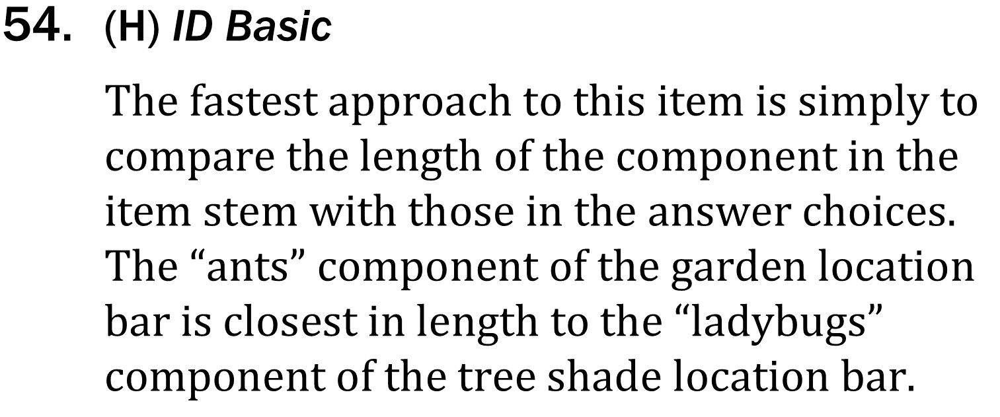 54. (H) ID Basic
The fastest approach to this item is simply to
compare the length of the component in the
item stem with those in the answer choices.
The “ants” component of the garden location
bar is closest in length to the “ladybugs”
component of the tree shade location bar.